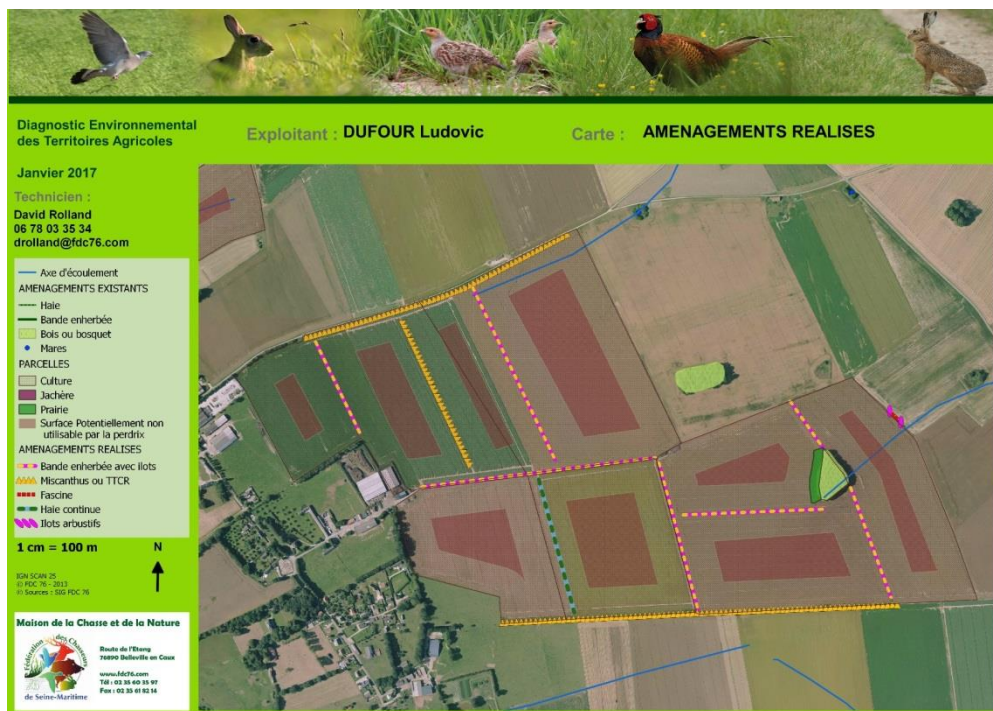 Diagnostic Environnemental
des Territoires Agricoles
Exploitant : DUFOUR Ludovic
Carte : AMENAGEMENTS REALISES
Janvier 2017
Technicien :
David Rolland
06 78 03 35 34
drolland@fdc76.com
Axe d'écoulement
AMENAGEMENTS EXISTANTS
Haie
Bande enherbée
Bois ou bosquet
Mares
PARCELLES
Culture
Jachère
Prairie
Surface Potentiellement non
utilisable par la perdrix
AMENAGEMENTS REALISES
Bande enherbée avec ilots
Miscanthus ou TTCR
Fascine
Haie continue
Ilots arbustifs
1 cm = 100 m
N
IGN SCAN 25
© FDC 76 - 2013
© Sources : SIG FDC 76
Maison de la Chasse et de la Nature
Fédération des Chasseurs
de Seine-Maritime
Route de l'Etang
76890 Belleville en Caux
www.fdc76.com
Tél : 02 35 60 35 97
Fax : 02 35 61 82 14